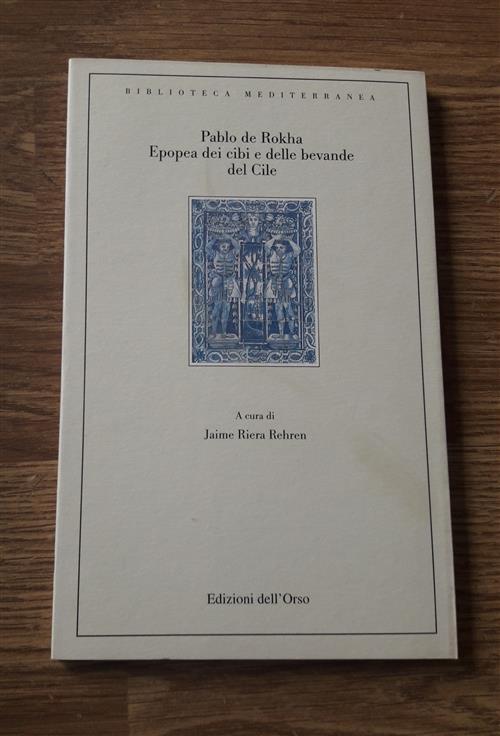 BIBLIOTECA MEDITERRANEA
Pablo de Rokha
Epopea dei cibi e delle bevande
del Cile
A cura di
Jaime Riera Rehren
Edizioni dell'Orso